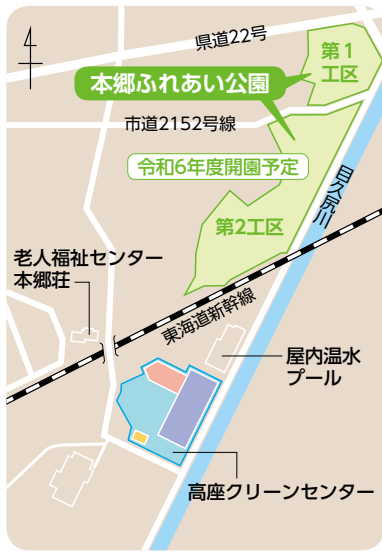 県道22号
第1
工区
本郷ふれあい公園
市道2152号線
令和6年度開園予定
目久尻川
第2工区
老人福祉センター
本郷荘
東海道新幹線
屋内温水
プール
高座クリーンセンター